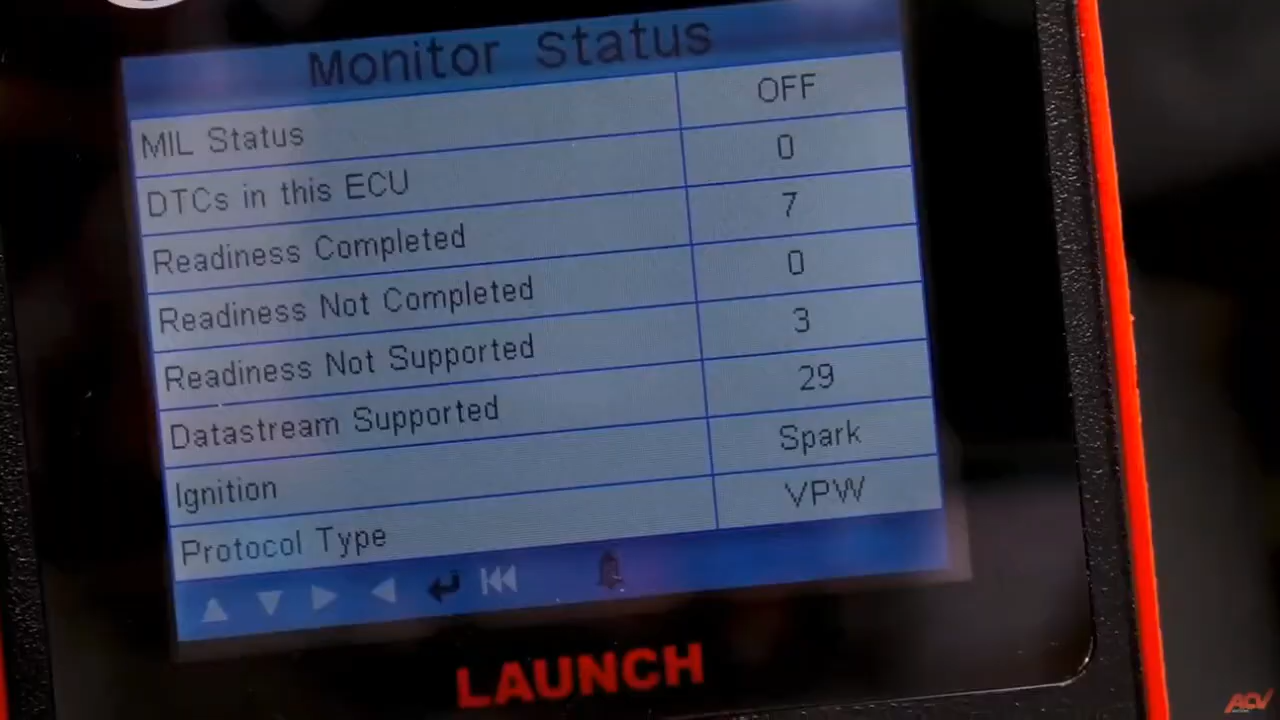 Monitor Status
MIL Status OFF
DTCs in this ECU 0
Readiness Completed 7
Readiness Not Completed 0
Readiness Not Supported 3
Datastream Supported 29
Ignition Spark
Protocol Type VPW
LAUNCH
ACV